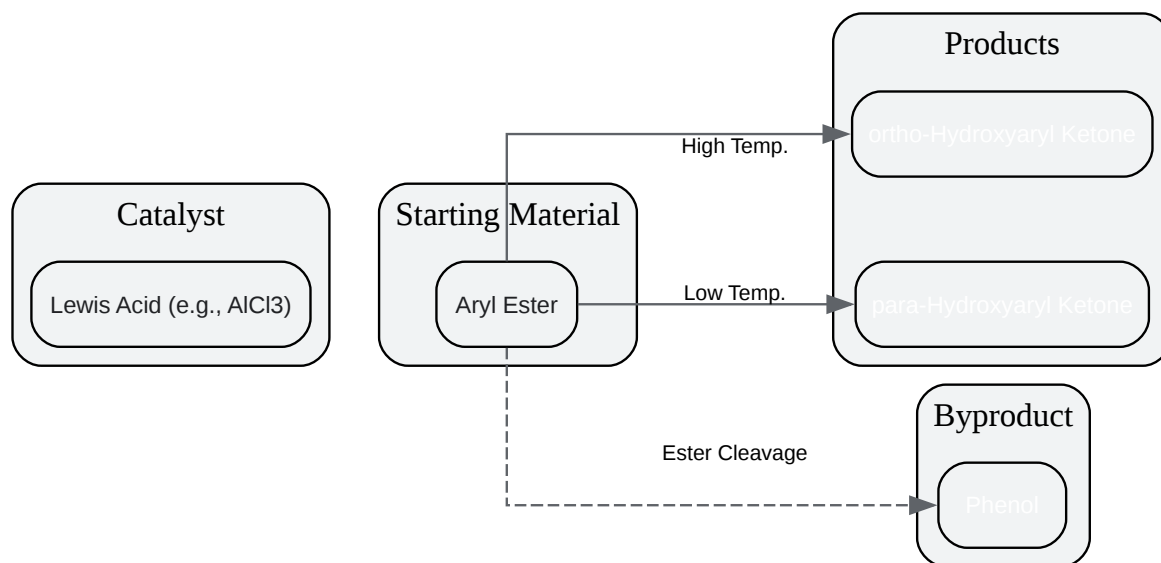 Products
ortho-Hydroxyaryl Ketone
High Temp.
Catalyst
Starting Material
Lewis Acid (e.g., AlCl3)
Aryl Ester
Low Temp.
para-Hydroxyaryl Ketone
Byproduct
Ester Cleavage
Phenol